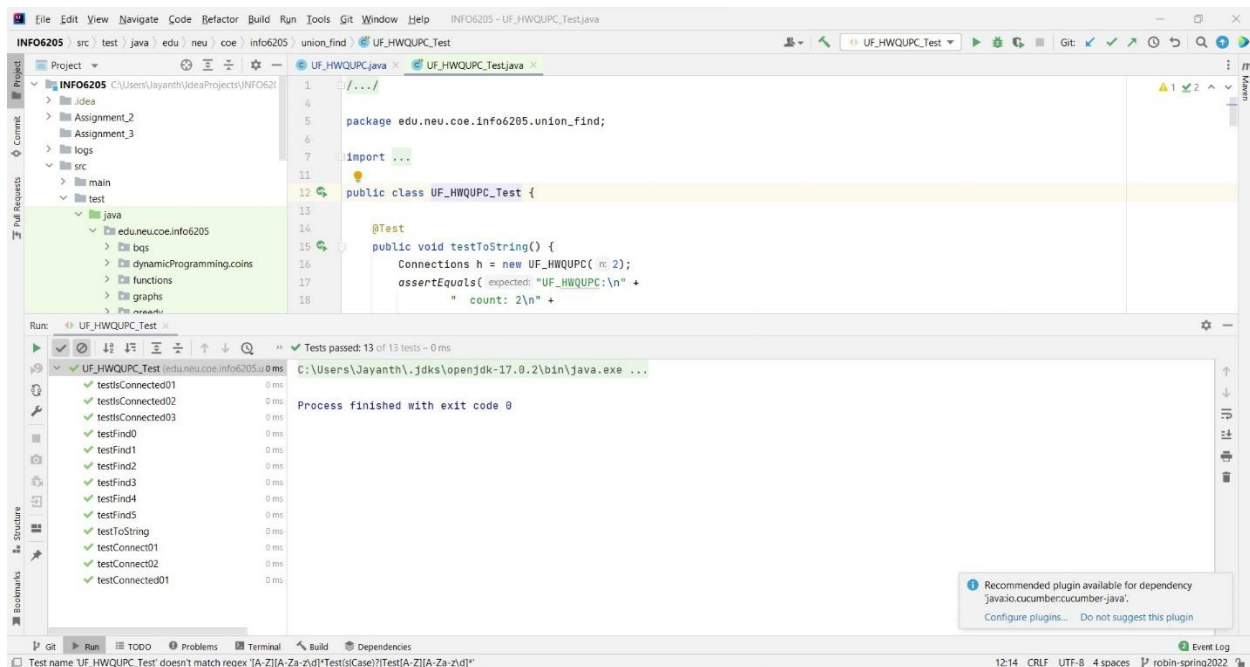 File Edit View Navigate Code Refactor Build Run Tools Git Window Help INFO6205 - UF_HWQUPC_Test.java
INFO6205 src test java edu neu coe info6205 union_find UF_HWQUPC_Test UF_HWQUPC_Test Git:
Project UF_HWQUPC.java UF_HWQUPC_Test.java
INFO6205 C:\Users\Jayanth\IdeaProjects\INFO62
.idea
Assignment_2
Assignment_3
logs
src
main
test
java
edu.neu.coe.info6205
bqs
dynamicProgramming.coins
functions
graphs
greedy
1 /.../
4
5 package edu.neu.coe.info6205.union_find;
6
7 import ...
11
12 public class UF_HWQUPC_Test {
13
14 @Test
15 public void testToString() {
16 Connections h = new UF_HWQUPC( n: 2);
17 assertEquals( expected: "UF_HWQUPC:\n" +
18 " count: 2\n" +
1 2
Project
Commit
Pull Requests
Structure
Bookmarks
Maven
Run: UF_HWQUPC_Test
Tests passed: 13 of 13 tests – 0 ms
UF_HWQUPC_Test (edu.neu.coe.info6205.u 0 ms
testIsConnected01 0 ms
testIsConnected02 0 ms
testIsConnected03 0 ms
testFind0 0 ms
testFind1 0 ms
testFind2 0 ms
testFind3 0 ms
testFind4 0 ms
testFind5 0 ms
testToString 0 ms
testConnect01 0 ms
testConnect02 0 ms
testConnected01 0 ms
C:\Users\Jayanth\.jdks\openjdk-17.0.2\bin\java.exe ...
Process finished with exit code 0
Recommended plugin available for dependency
'java:io.cucumber:cucumber-java'.
Configure plugins... Do not suggest this plugin
Git Run TODO Problems Terminal Build Dependencies Event Log
Test name 'UF_HWQUPC_Test' doesn't match regex '[A-Z][A-Za-z\d]*Test(s|Case)?|Test[A-Z][A-Za-z\d]*' 12:14 CRLF UTF-8 4 spaces robin-spring2022